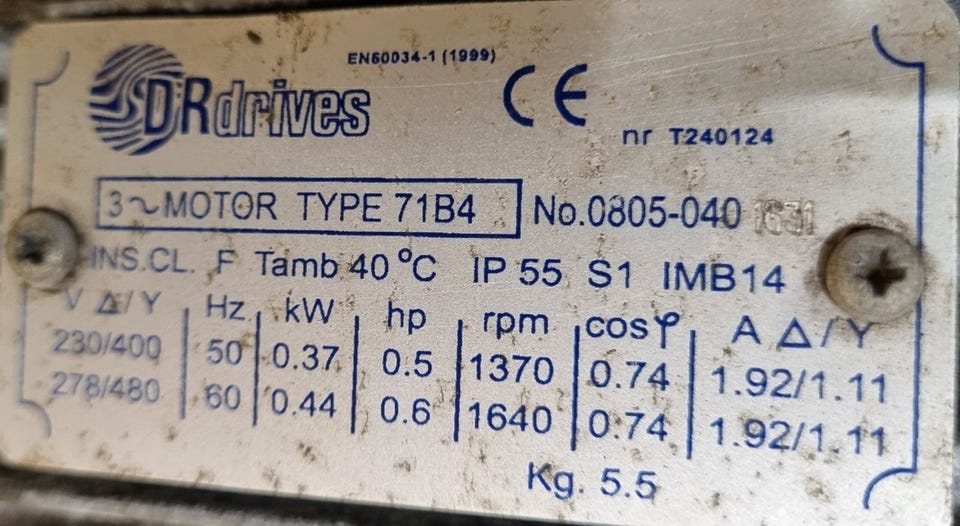 EN60034-1 (1999)
DRdrives
CE
nr T240124
3~MOTOR TYPE 71B4 No.0805-040 1631
INS.CL. F Tamb 40°C IP 55 S1 IMB14
V Δ/Y Hz kW hp rpm cosφ A Δ/Y
230/400 50 0.37 0.5 1370 0.74 1.92/1.11
278/480 60 0.44 0.6 1640 0.74 1.92/1.11
Kg. 5.5